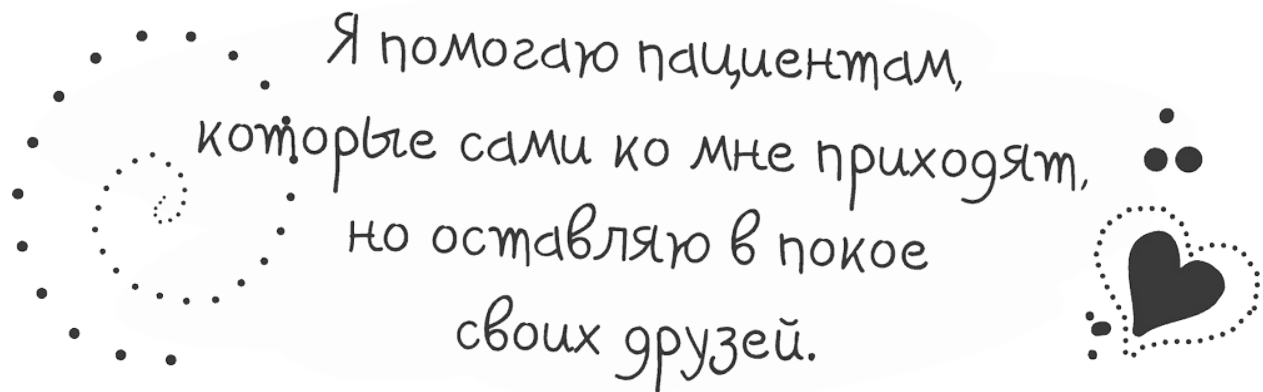 Я помогаю пациентам,
которые сами ко мне приходят,
но оставляю в покое
своих друзей.